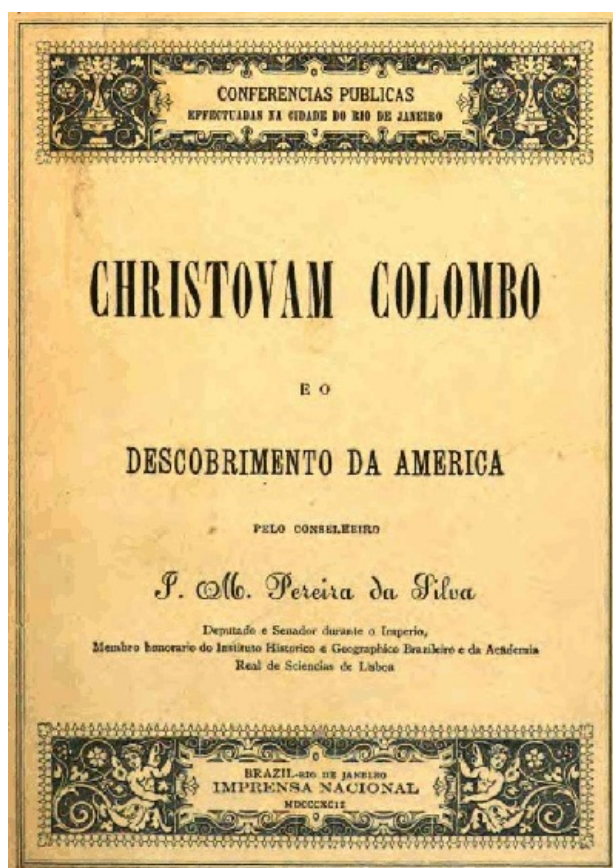 CONFERENCIAS PUBLICAS
EFFECTUADAS NA CIDADE DO RIO DE JANEIRO
CHRISTOVAM COLOMBO
E O
DESCOBRIMENTO DA AMERICA
PELO CONSELHEIRO
J. M. Pereira da Silva
Deputado e Senador durante o Imperio,
Membro honorario do Instituto Historico e Geographico Brazileiro e da Academia
Real de Sciencias de Lisboa
BRAZIL-RIO DE JANEIRO
IMPRENSA NACIONAL
MDCCCXCII